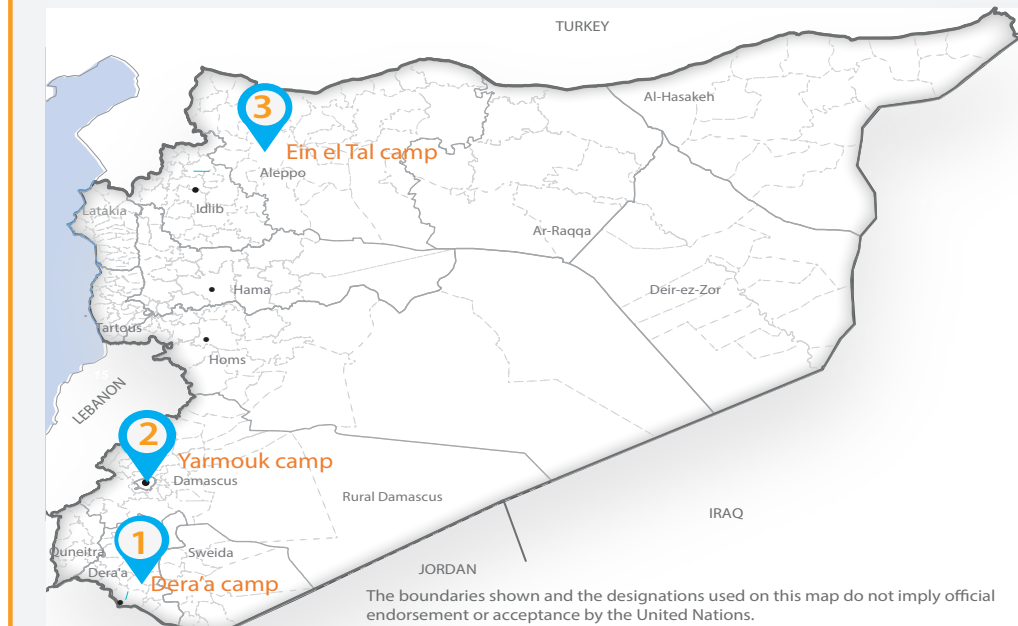 TURKEY
Al-Hasakeh
3
Ein el Tal camp
Aleppo
Idlib
Latakia
Ar-Raqqa
Hama
Deir-ez-Zor
Tartous
Homs
LEBANON
2
Yarmouk camp
Damascus
Rural Damascus
IRAQ
1
Quneitra
Sweida
Dera'a
JORDAN
Dera'a camp
The boundaries shown and the designations used on this map do not imply official
endorsement or acceptance by the United Nations.